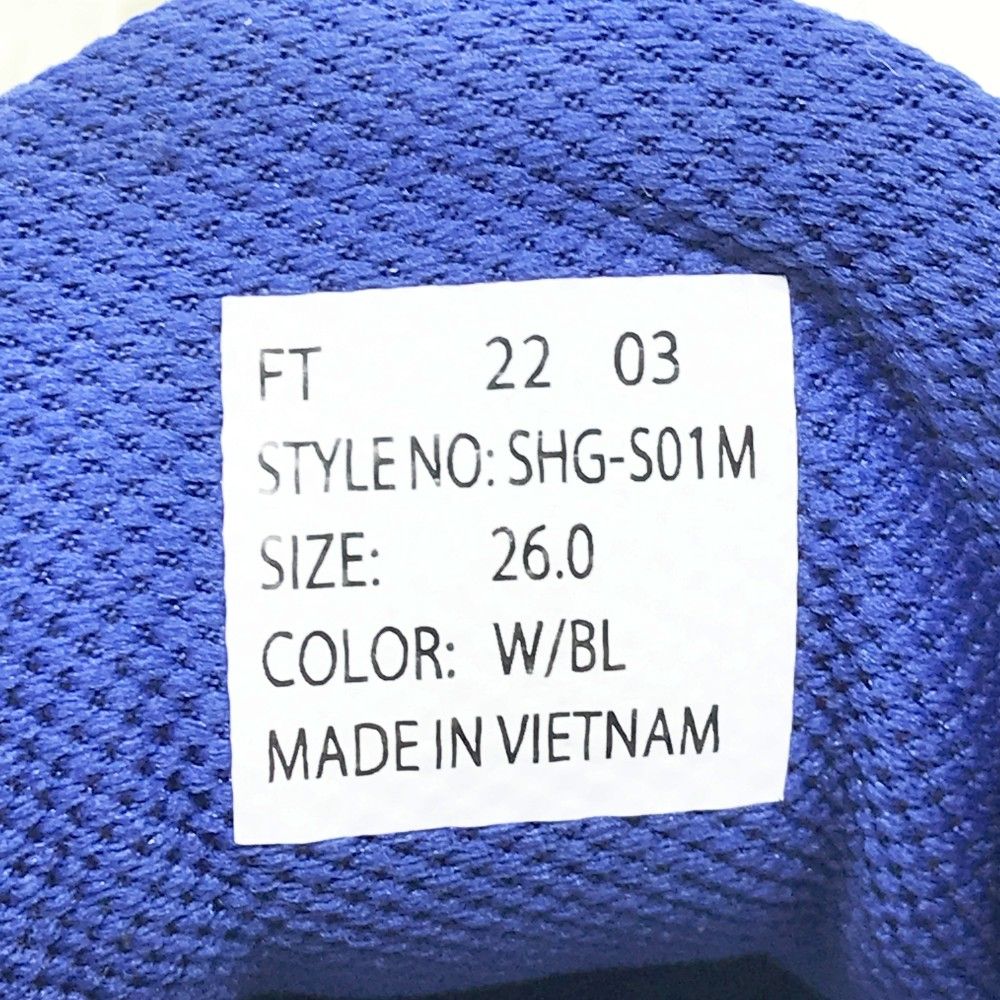 FT 22 03
STYLE NO: SHG-S01M
SIZE: 26.0
COLOR: W/BL
MADE IN VIETNAM